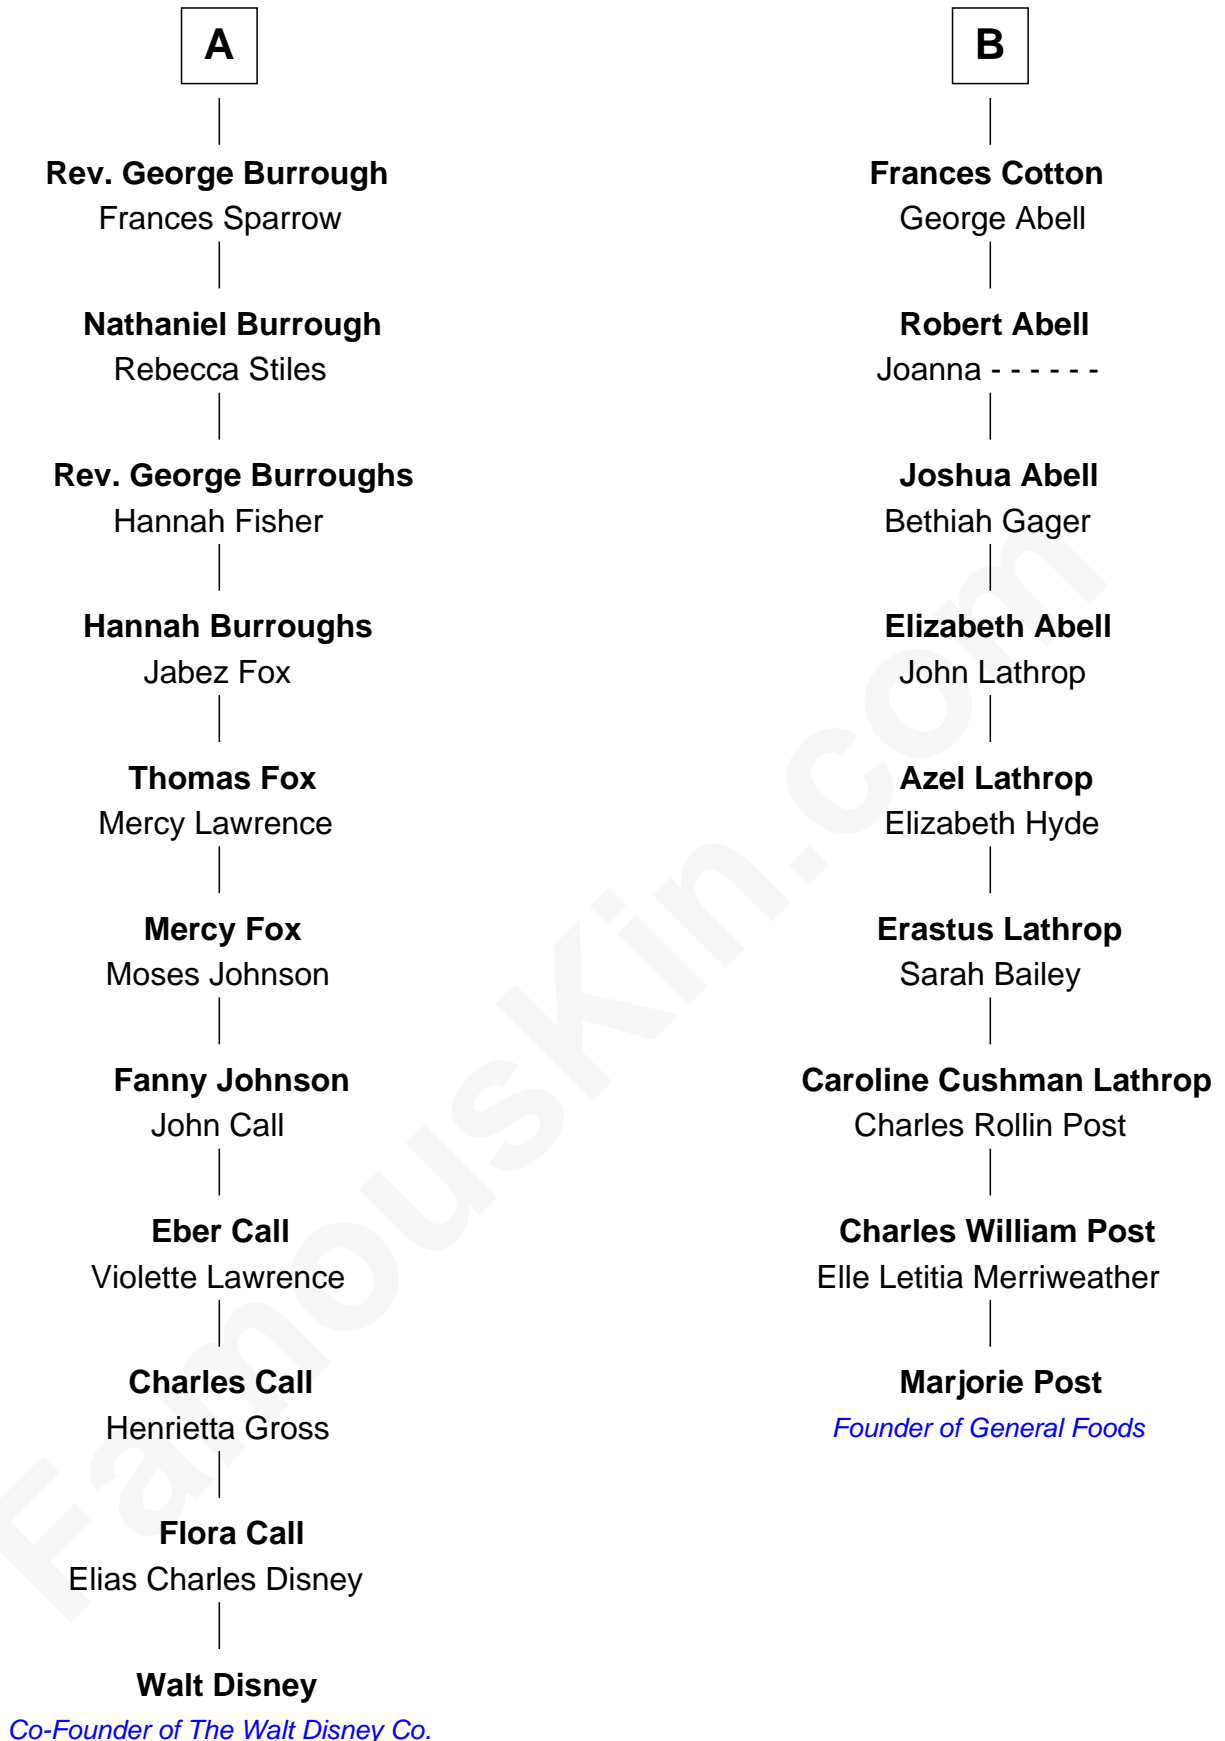 A
Rev. George Burrough
Frances Sparrow
Nathaniel Burrough
Rebecca Stiles
Rev. George Burroughs
Hannah Fisher
Hannah Burroughs
Jabez Fox
Thomas Fox
Mercy Lawrence
Mercy Fox
Moses Johnson
Fanny Johnson
John Call
Eber Call
Violette Lawrence
Charles Call
Henrietta Gross
Flora Call
Elias Charles Disney
Walt Disney
Co-Founder of The Walt Disney Co.
B
Frances Cotton
George Abell
Robert Abell
Joanna - - - - - -
Joshua Abell
Bethiah Gager
Elizabeth Abell
John Lathrop
Azel Lathrop
Elizabeth Hyde
Erastus Lathrop
Sarah Bailey
Caroline Cushman Lathrop
Charles Rollin Post
Charles William Post
Elle Letitia Merriweather
Marjorie Post
Founder of General Foods
FamousKin.com